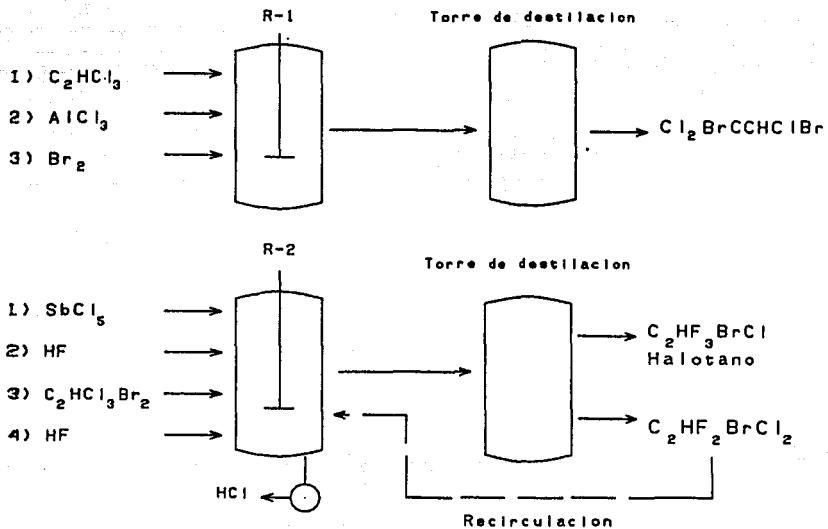 R-1
Torre de destilacion
1) C₂HCl₃
2) AlCl₃
3) Br₂
Cl₂BrCCHClBr
R-2
Torre de destilacion
1) SbCl₅
2) HF
3) C₂HCl₃Br₂
4) HF
HCl
C₂HF₃BrCl
Halotano
C₂HF₂BrCl₂
Recirculacion